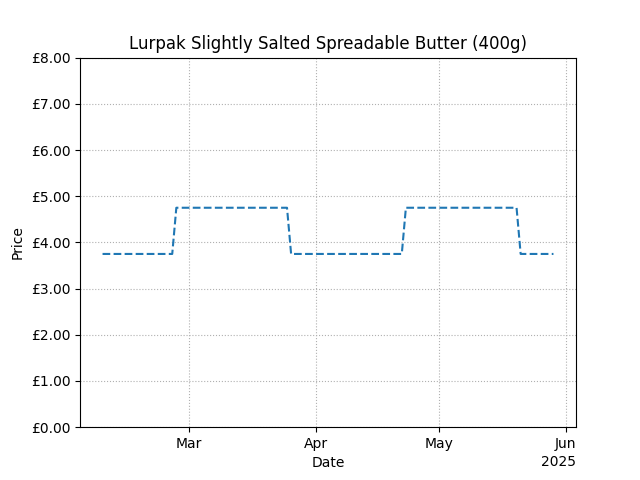 Lurpak Slightly Salted Spreadable Butter (400g)
£8.00
£7.00
£6.00
£5.00
£4.00
£3.00
£2.00
£1.00
£0.00
Price
Mar Apr May Jun
2025
Date